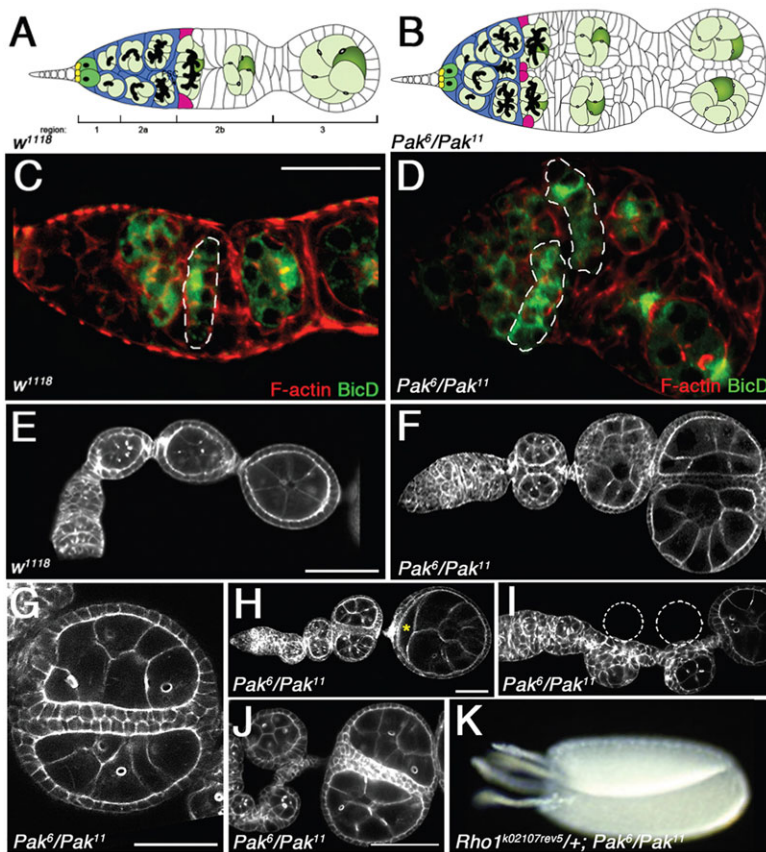 A
B
region: 1 2a 2b 3
w1118
Pak6/Pak11
C
D
w1118
F-actin BicD
Pak6/Pak11
F-actin BicD
E
F
w1118
Pak6/Pak11
G
H
I
Pak6/Pak11
Pak6/Pak11
J
K
Pak6/Pak11
Pak6/Pak11
Rho1k02107rev5/+; Pak6/Pak11